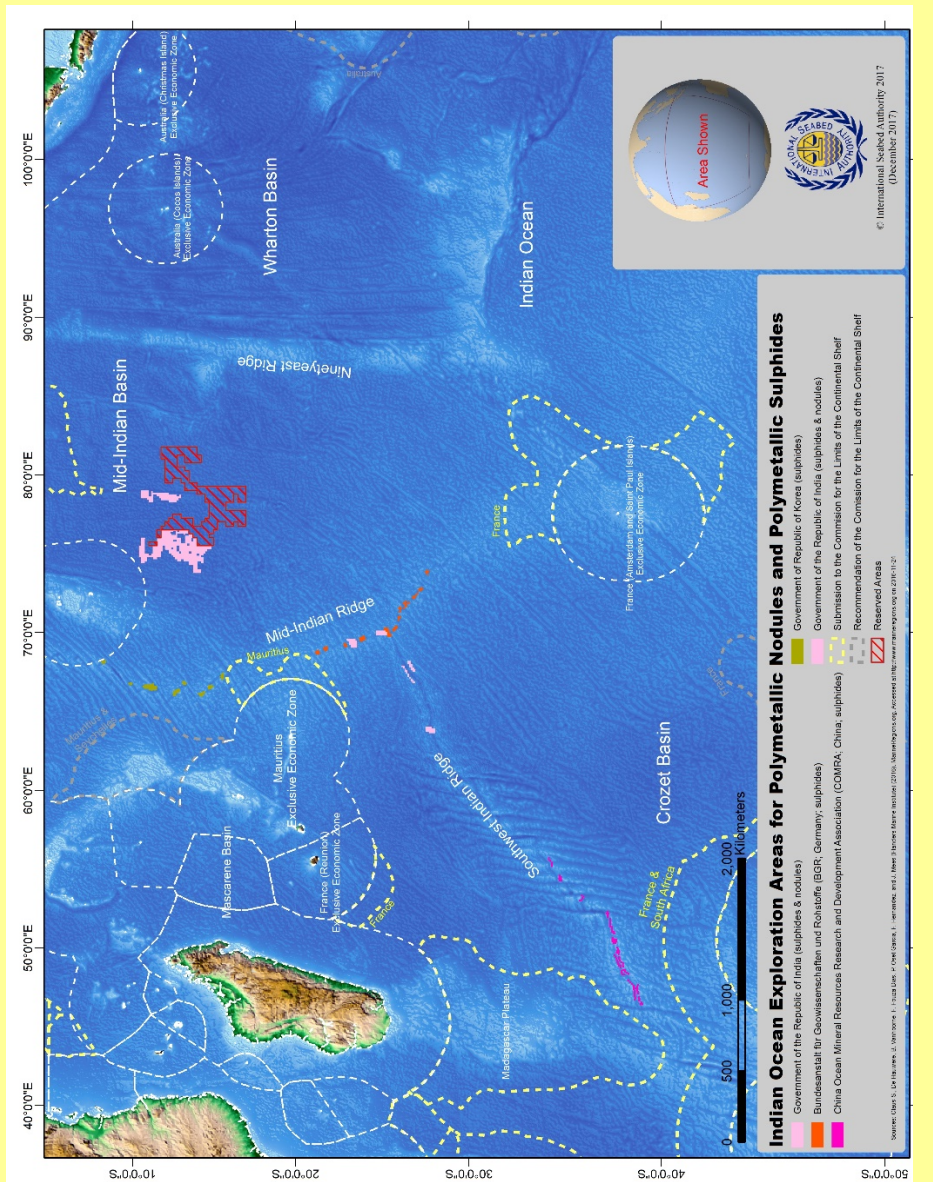 40°0'0"E
50°0'0"E
60°0'0"E
70°0'0"E
80°0'0"E
90°0'0"E
100°0'0"E
10°0'0"S
20°0'0"S
30°0'0"S
40°0'0"S
50°0'0"S
Mid-Indian Basin
Australia (Cocos Islands)
Exclusive Economic Zone
Australia (Christmas Island)
Exclusive Economic Zone
Wharton Basin
Ninetyeast Ridge
Australia
Indian Ocean
Mauritius &
Mascarene Basin
Mauritius
Exclusive Economic Zone
Mauritius
Mid-Indian Ridge
France (Reunion)
Exclusive Economic Zone
France
Southwest Indian Ridge
France
France (Amsterdam and Saint Paul Islands)
Exclusive Economic Zone
France
Madagascar Plateau
France &
South Africa
Crozet Basin
0
500
1,000
2,000
Kilometers
Indian Ocean Exploration Areas for Polymetallic Nodules and Polymetallic Sulphides
Government of the Republic of India (sulphides & nodules)
Bundesanstalt für Geowissenschaften und Rohstoffe (BGR; Germany; sulphides)
China Ocean Mineral Resources Research and Development Association (COMRA; China; sulphides)
Government of Republic of Korea (sulphides)
Government of the Republic of India (sulphides & nodules)
Submission to the Commision for the Limits of the Continental Shelf
Recommendation of the Comission for the Limits of the Continental Shelf
Reserved Areas
Area Shown
INTERNATIONAL SEABED AUTHORITY
© International Seabed Authority 2017
(December 2017)